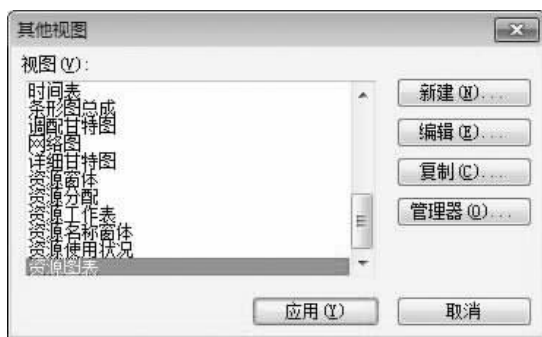 其他视图
视图(V):
时间表
条形图总成
调配甘特图
网络图
详细甘特图
资源窗体
资源分配
资源工作表
资源名称窗体
资源使用状况
资源图表
新建(N)...
编辑(E)...
复制(C)...
管理器(O)...
应用(Y)
取消